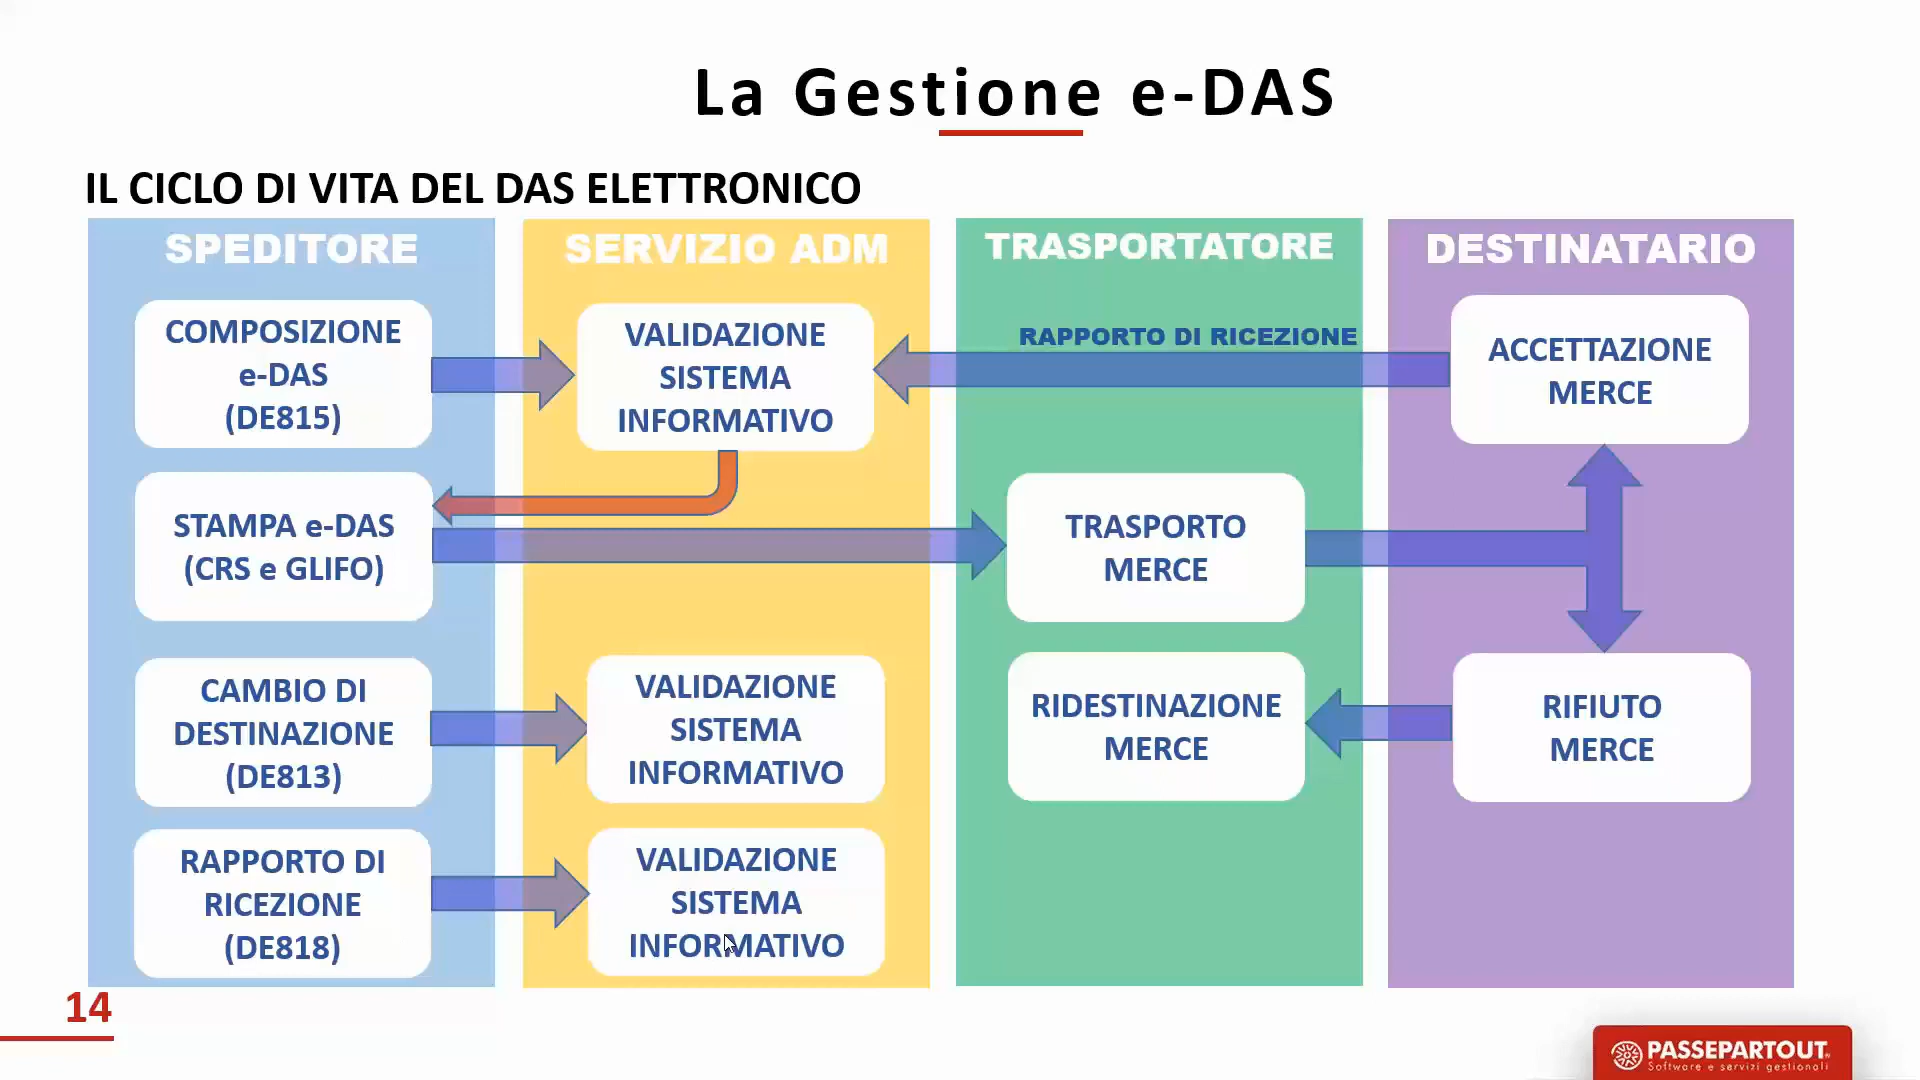 La Gestione e-DAS
IL CICLO DI VITA DEL DAS ELETTRONICO
SPEDITORE
COMPOSIZIONE
e-DAS
(DE815)
STAMPA e-DAS
(CRS e GLIFO)
CAMBIO DI
DESTINAZIONE
(DE813)
RAPPORTO DI
RICEZIONE
(DE818)
SERVIZIO ADM
VALIDAZIONE
SISTEMA
INFORMATIVO
VALIDAZIONE
SISTEMA
INFORMATIVO
VALIDAZIONE
SISTEMA
INFORMATIVO
TRASPORTATORE
RAPPORTO DI RICEZIONE
TRASPORTO
MERCE
RIDESTINAZIONE
MERCE
DESTINATARIO
ACCETTAZIONE
MERCE
RIFIUTO
MERCE
14
PASSEPARTOUT
Software e servizi gestionali